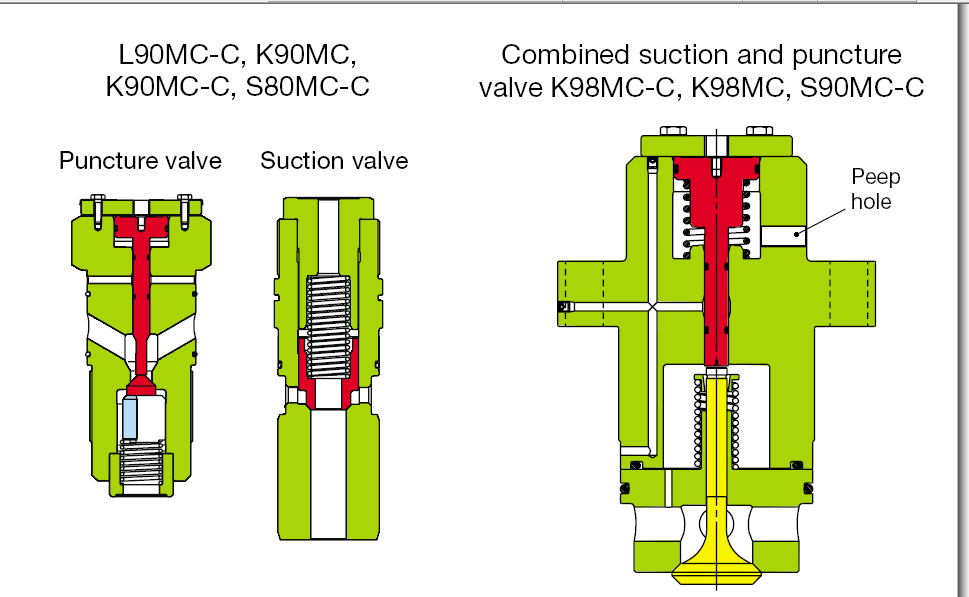 L90MC-C, K90MC,
K90MC-C, S80MC-C
Combined suction and puncture
valve K98MC-C, K98MC, S90MC-C
Puncture valve
Suction valve
Peep
hole